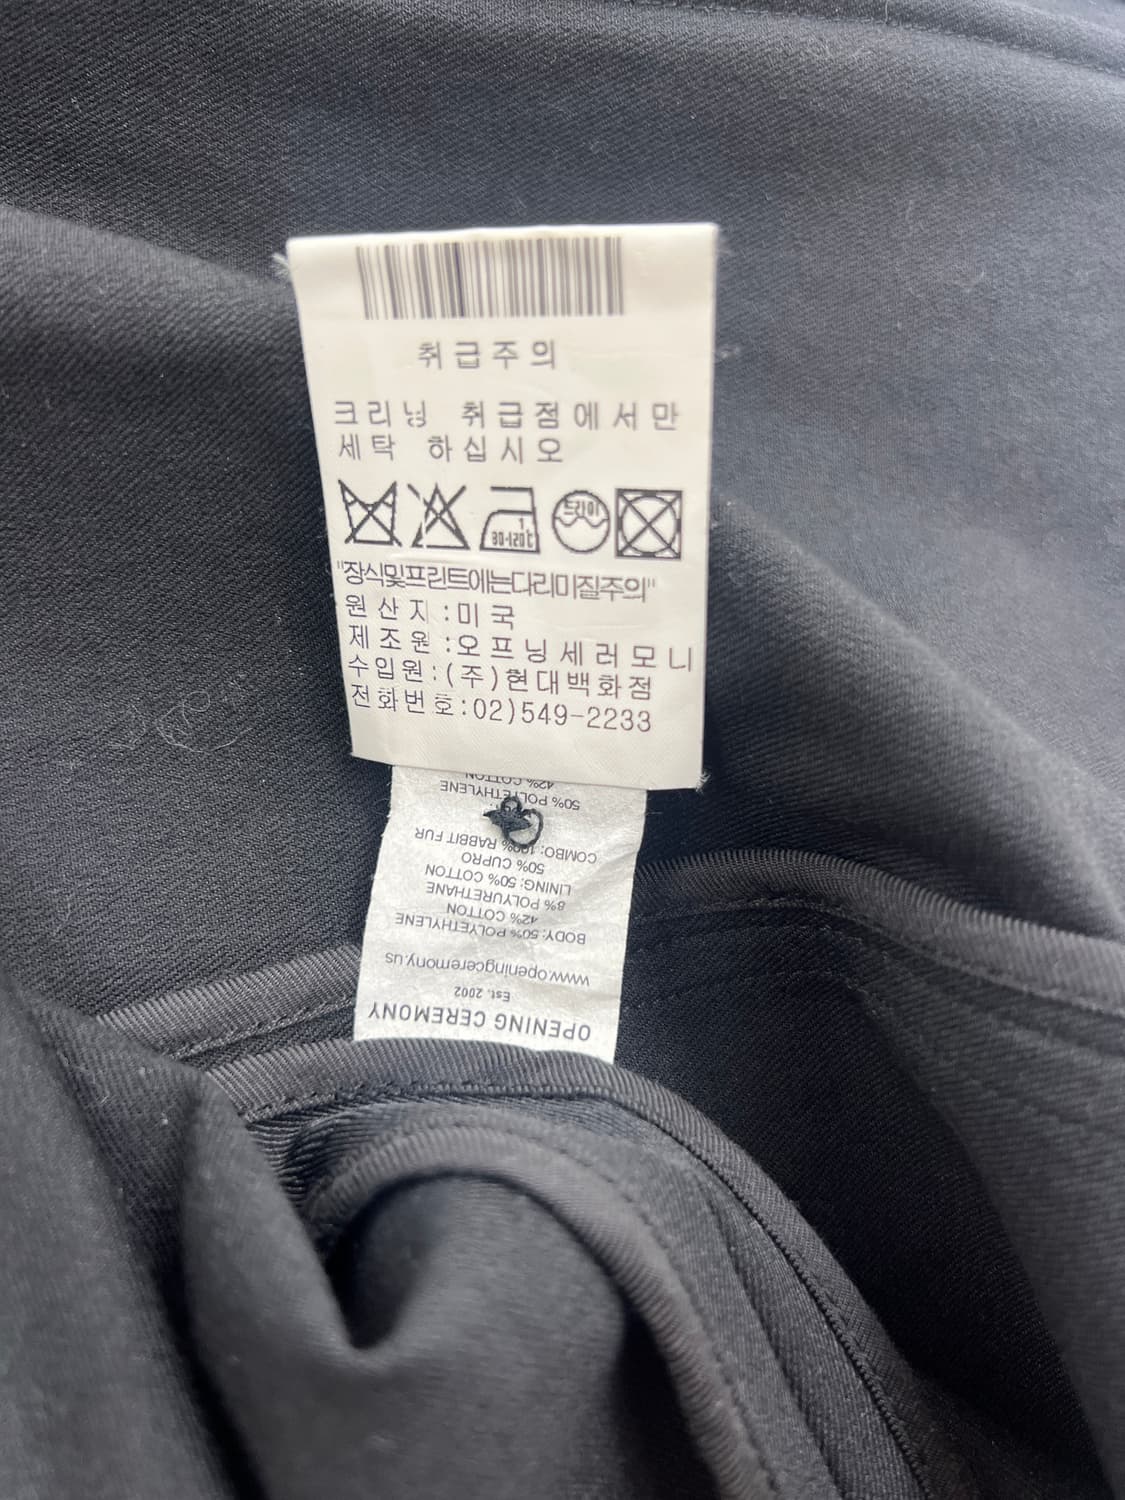 취급주의
크리닝 취급점에서만
세탁 하십시오
드라이
1
80-120℃
"장식및프린트에는다리미질주의"
원산지:미국
제조원:오프닝세러모니
수입원:(주)현대백화점
전화번호:02)549-2233
OPENING CEREMONY
Est. 2002
www.openingceremony.us
BODY: 50% POLYETHYLENE
42% COTTON
8% POLYURETHANE
LINING: 50% COTTON
50% CUPRO
COMBO: 100% RABBIT FUR
50% POLYETHYLENE
42% COTTON